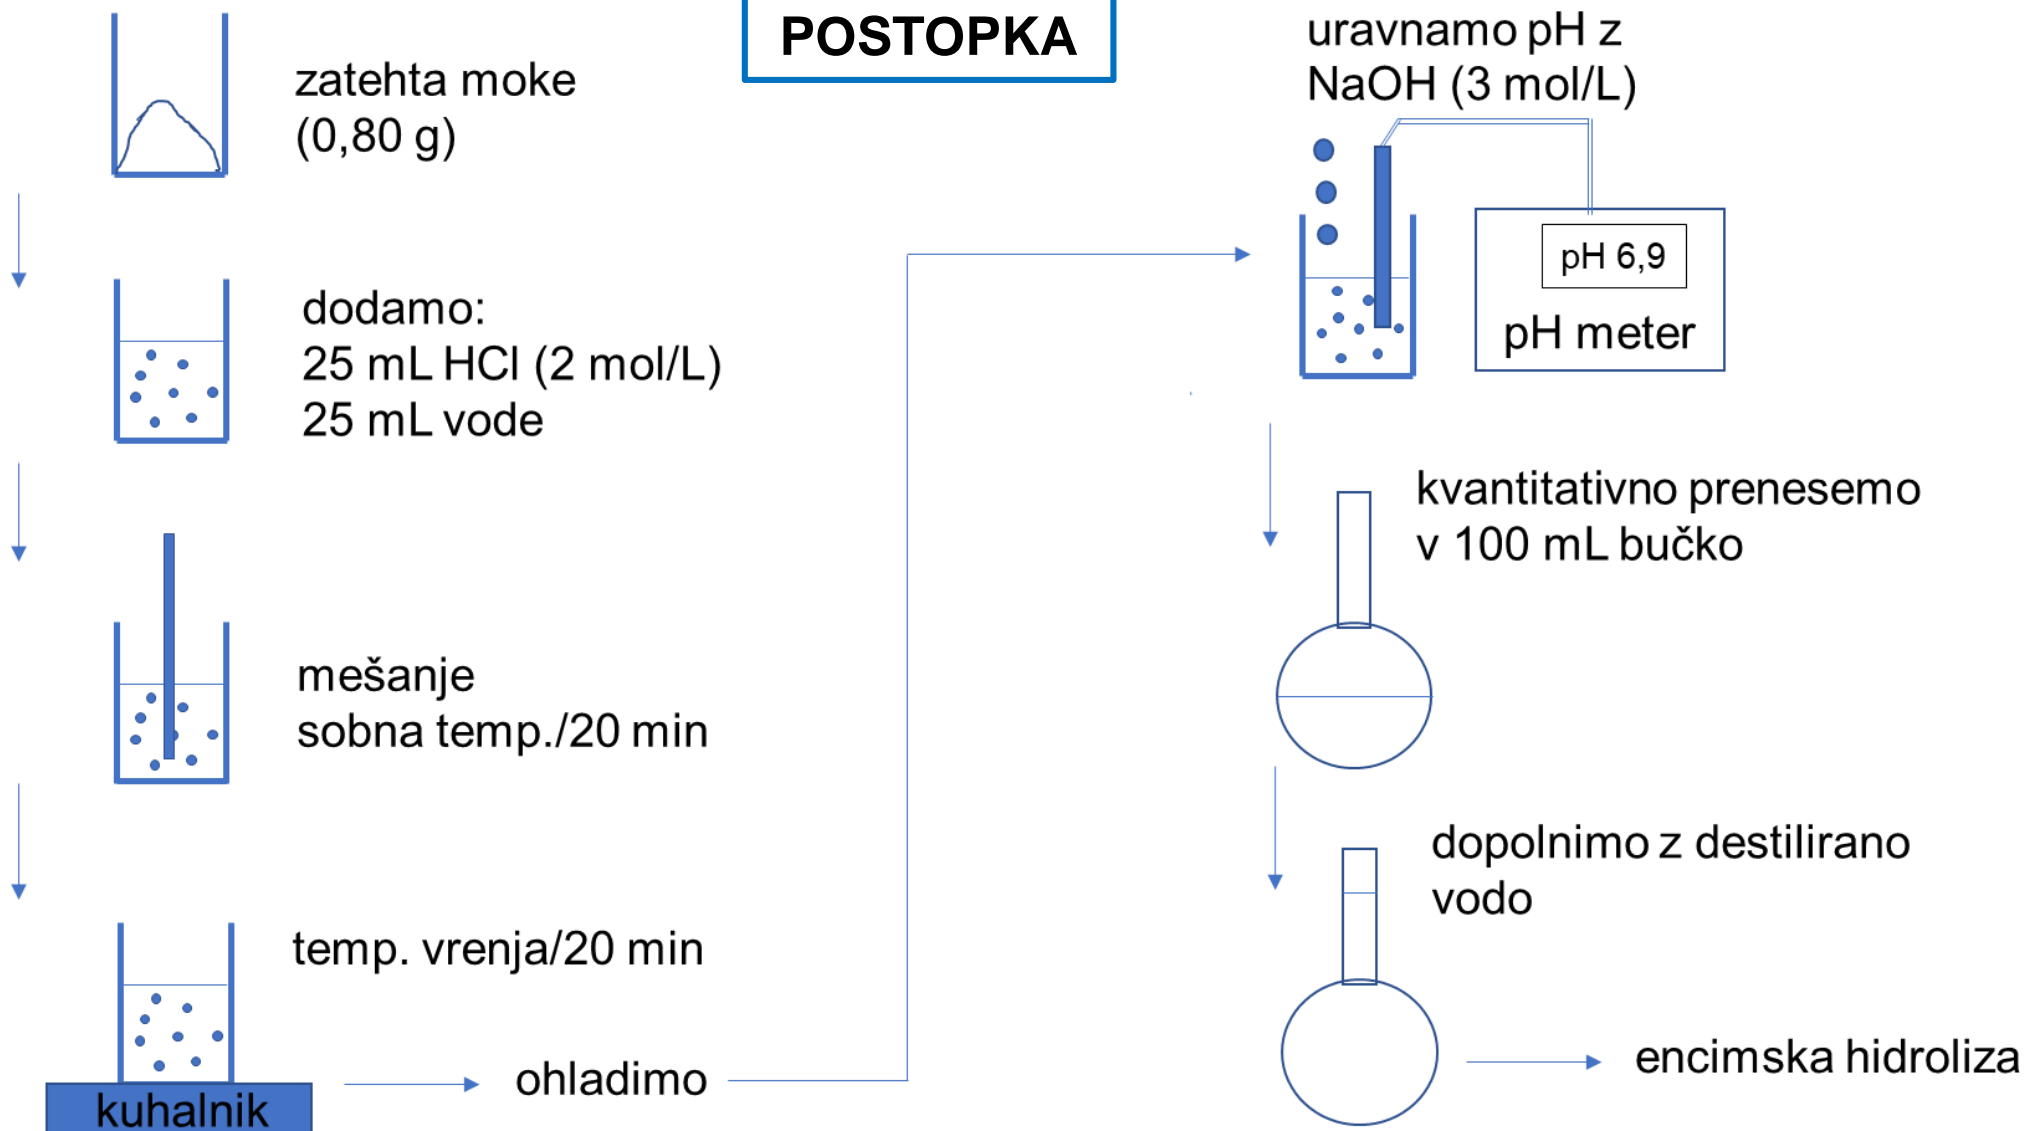 POSTOPKA
zatehta moke
(0,80 g)
dodamo:
25 mL HCl (2 mol/L)
25 mL vode
mešanje
sobna temp./20 min
temp. vrenja/20 min
kuhalnik
ohladimo
uravnamo pH z
NaOH (3 mol/L)
pH 6,9
pH meter
kvantitativno prenesemo
v 100 mL bučko
dopolnimo z destilirano
vodo
encimska hidroliza